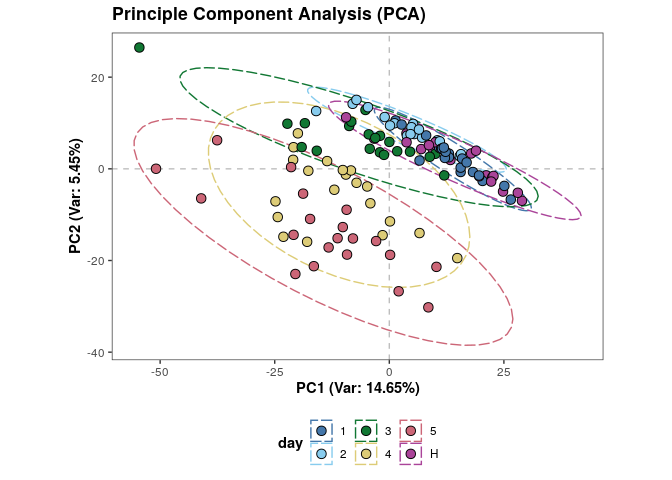 Principle Component Analysis (PCA)
PC2 (Var: 5.45%)
20
0
-20
-40
-50
-25
0
25
PC1 (Var: 14.65%)
day
1
3
5
2
4
H